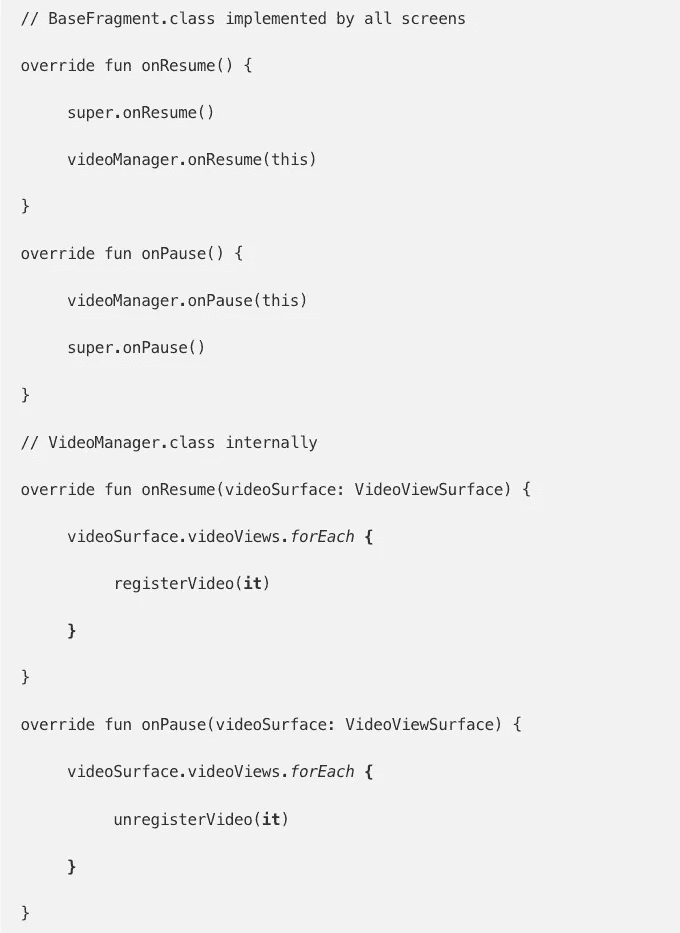 // BaseFragment.class implemented by all screens
override fun onResume() {
super.onResume()
videoManager.onResume(this)
}
override fun onPause() {
videoManager.onPause(this)
super.onPause()
}
// VideoManager.class internally
override fun onResume(videoSurface: VideoViewSurface) {
videoSurface.videoViews.forEach {
registerVideo(it)
}
}
override fun onPause(videoSurface: VideoViewSurface) {
videoSurface.videoViews.forEach {
unregisterVideo(it)
}
}